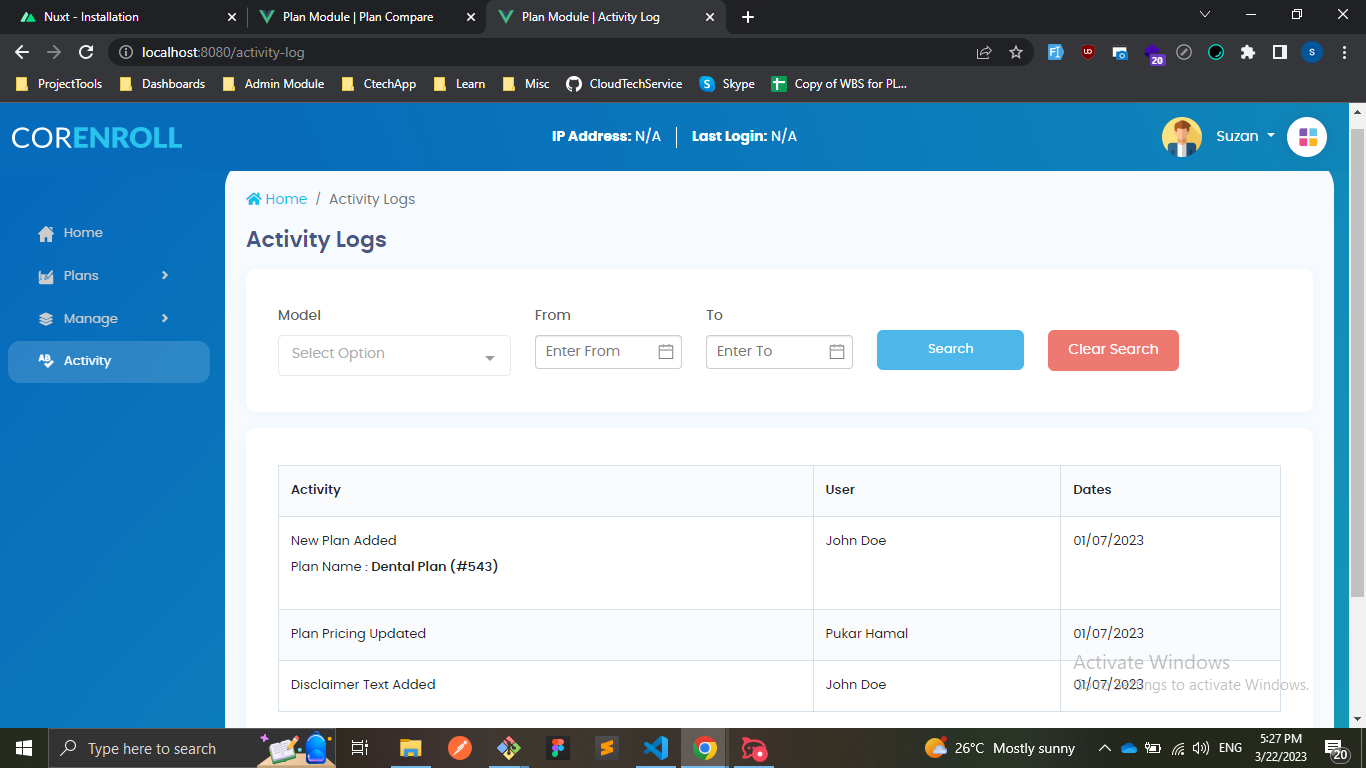 Nuxt - Installation
Plan Module | Plan Compare
Plan Module | Activity Log
localhost:8080/activity-log
20
S
ProjectTools
Dashboards
Admin Module
CtechApp
Learn
Misc
CloudTechService
Skype
Copy of WBS for PL...
CORENROLL
IP Address: N/A
Last Login: N/A
Suzan
Home / Activity Logs
Home
Plans
Manage
Activity
Activity Logs
Model
From
To
Select Option
Enter From
Enter To
Search
Clear Search
Activity
User
Dates
New Plan Added
John Doe
01/07/2023
Plan Name : Dental Plan (#543)
Plan Pricing Updated
Pukar Hamal
01/07/2023
Disclaimer Text Added
John Doe
01/07/2023
Activate Windows
Go to Settings to activate Windows.
Type here to search
26°C Mostly sunny
ENG
5:27 PM
3/22/2023
20